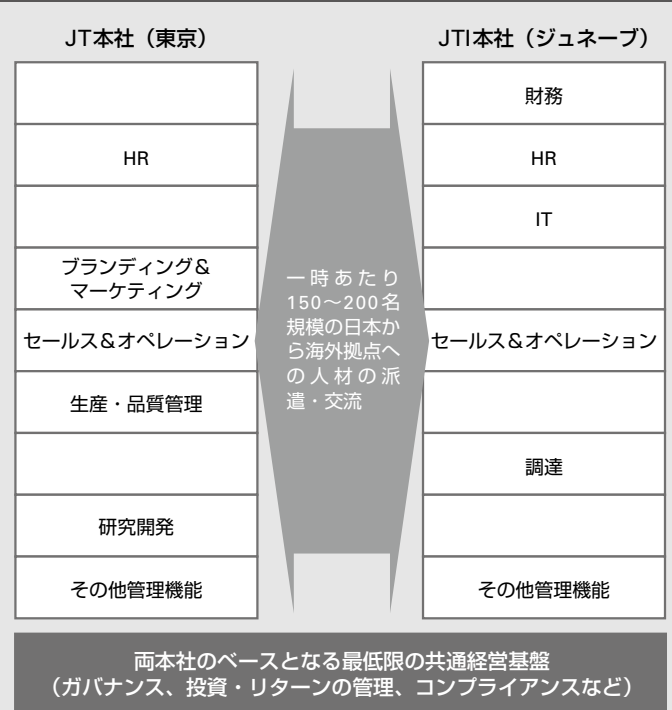 JT本社（東京）
JTI本社（ジュネーブ）
財務
HR
HR
IT
ブランディング＆
マーケティング
セールス＆オペレーション
セールス＆オペレーション
生産・品質管理
調達
研究開発
その他管理機能
その他管理機能
一時あたり
150～200名
規模の日本か
ら海外拠点へ
の人材の派
遣・交流
両本社のベースとなる最低限の共通経営基盤
（ガバナンス、投資・リターンの管理、コンプライアンスなど）